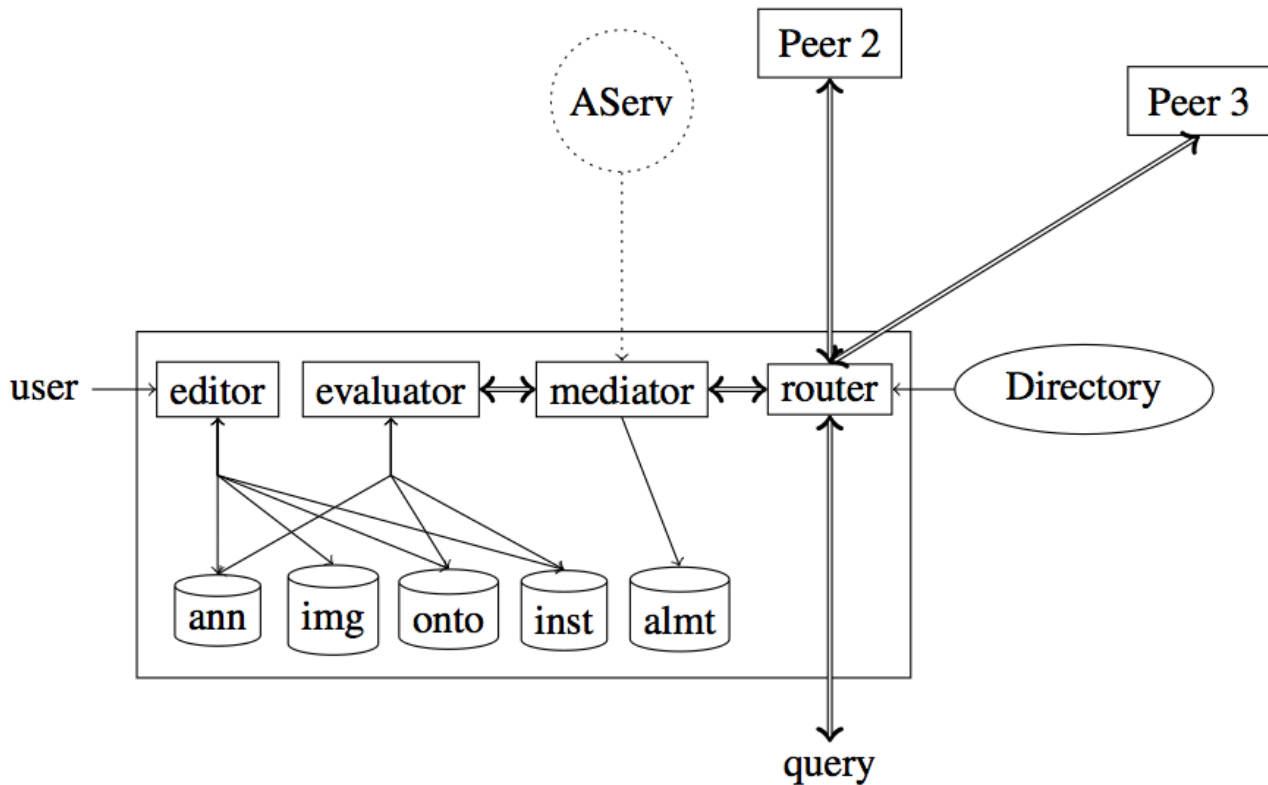 Peer 2
AServ
Peer 3
user
editor
evaluator
mediator
router
Directory
ann
img
onto
inst
almt
query